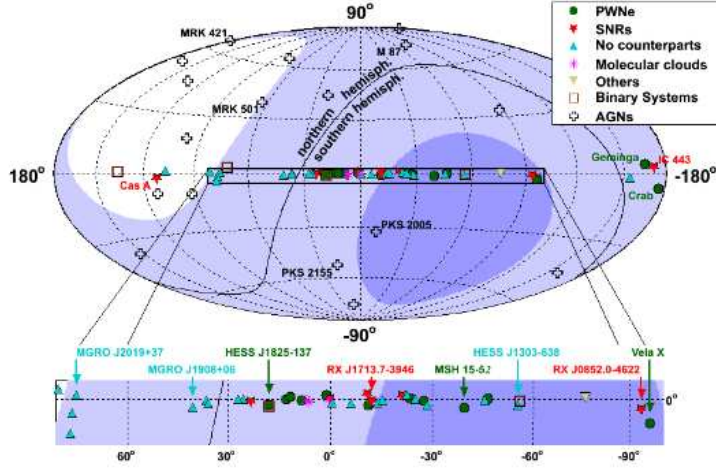 90°
PWNe
SNRs
No counterparts
Molecular clouds
Others
Binary Systems
AGNs
MRK 421
M 87
MRK 501
northern hemisph.
southern hemisph.
180°
-180°
Cas A
Geminga
IC 443
Crab
PKS 2005
PKS 2155
-90°
MGRO J2019+37
HESS J1825-137
HESS J1303-638
Vela X
MGRO J1908+06
RX J1713.7-3946
MSH 15-52
RX J0852.0-4622
0°
60°
30°
0°
-30°
-60°
-90°